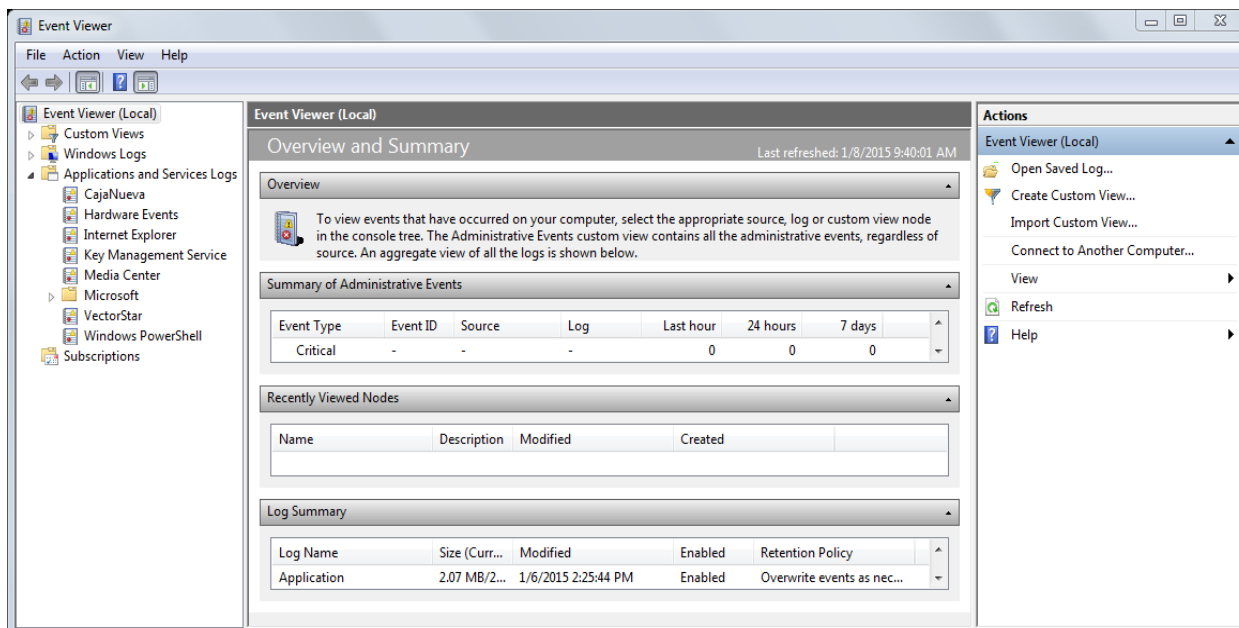 Event Viewer
File Action View Help
Event Viewer (Local)
Custom Views
Windows Logs
Applications and Services Logs
CajaNueva
Hardware Events
Internet Explorer
Key Management Service
Media Center
Microsoft
VectorStar
Windows PowerShell
Subscriptions
Event Viewer (Local)
Overview and Summary Last refreshed: 1/8/2015 9:40:01 AM
Overview
To view events that have occurred on your computer, select the appropriate source, log or custom view node
in the console tree. The Administrative Events custom view contains all the administrative events, regardless of
source. An aggregate view of all the logs is shown below.
Summary of Administrative Events
Event Type Event ID Source Log Last hour 24 hours 7 days
Critical - - - 0 0 0
Recently Viewed Nodes
Name Description Modified Created
Log Summary
Log Name Size (Curr... Modified Enabled Retention Policy
Application 2.07 MB/2... 1/6/2015 2:25:44 PM Enabled Overwrite events as nec...
Actions
Event Viewer (Local)
Open Saved Log...
Create Custom View...
Import Custom View...
Connect to Another Computer...
View
Refresh
Help